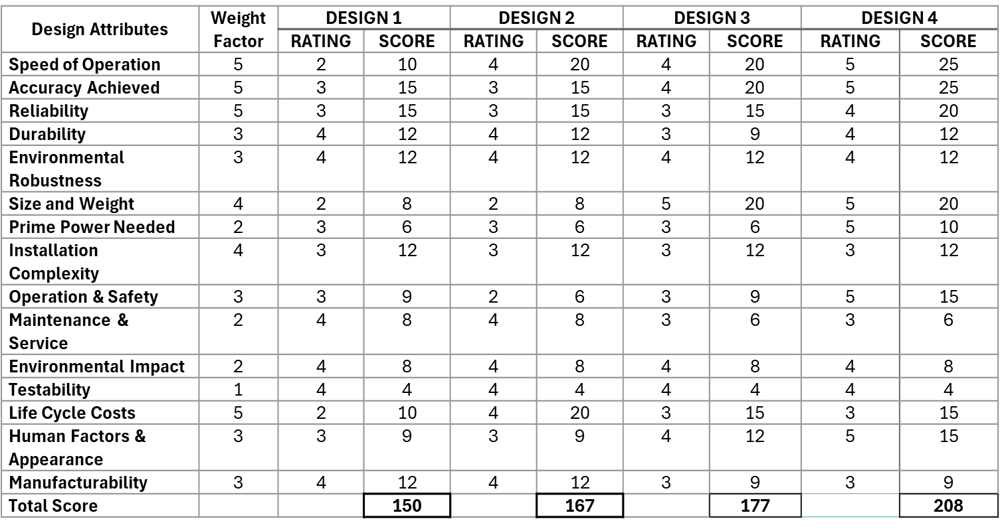 Design Attributes Weight Factor DESIGN 1 DESIGN 2 DESIGN 3 DESIGN 4
RATING SCORE RATING SCORE RATING SCORE RATING SCORE
Speed of Operation 5 2 10 4 20 4 20 5 25
Accuracy Achieved 5 3 15 3 15 4 20 5 25
Reliability 5 3 15 3 15 3 15 4 20
Durability 3 4 12 4 12 3 9 4 12
Environmental 3 4 12 4 12 4 12 4 12
Robustness
Size and Weight 4 2 8 2 8 5 20 5 20
Prime Power Needed 2 3 6 3 6 3 6 5 10
Installation 4 3 12 3 12 3 12 3 12
Complexity
Operation & Safety 3 3 9 2 6 3 9 5 15
Maintenance & 2 4 8 4 8 3 6 3 6
Service
Environmental Impact 2 4 8 4 8 4 8 4 8
Testability 1 4 4 4 4 4 4 4 4
Life Cycle Costs 5 2 10 4 20 3 15 3 15
Human Factors & 3 3 9 3 9 4 12 5 15
Appearance
Manufacturability 3 4 12 4 12 3 9 3 9
Total Score 150 167 177 208